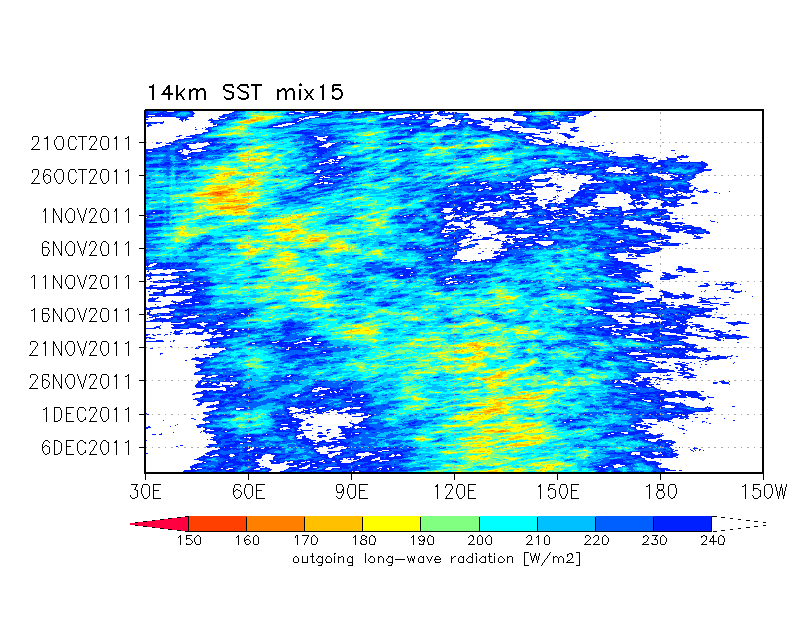 14km SST mix15
21OCT2011
26OCT2011
1NOV2011
6NOV2011
11NOV2011
16NOV2011
21NOV2011
26NOV2011
1DEC2011
6DEC2011
30E 60E 90E 120E 150E 180 150W
150 160 170 180 190 200 210 220 230 240
outgoing long-wave radiation [W/m2]